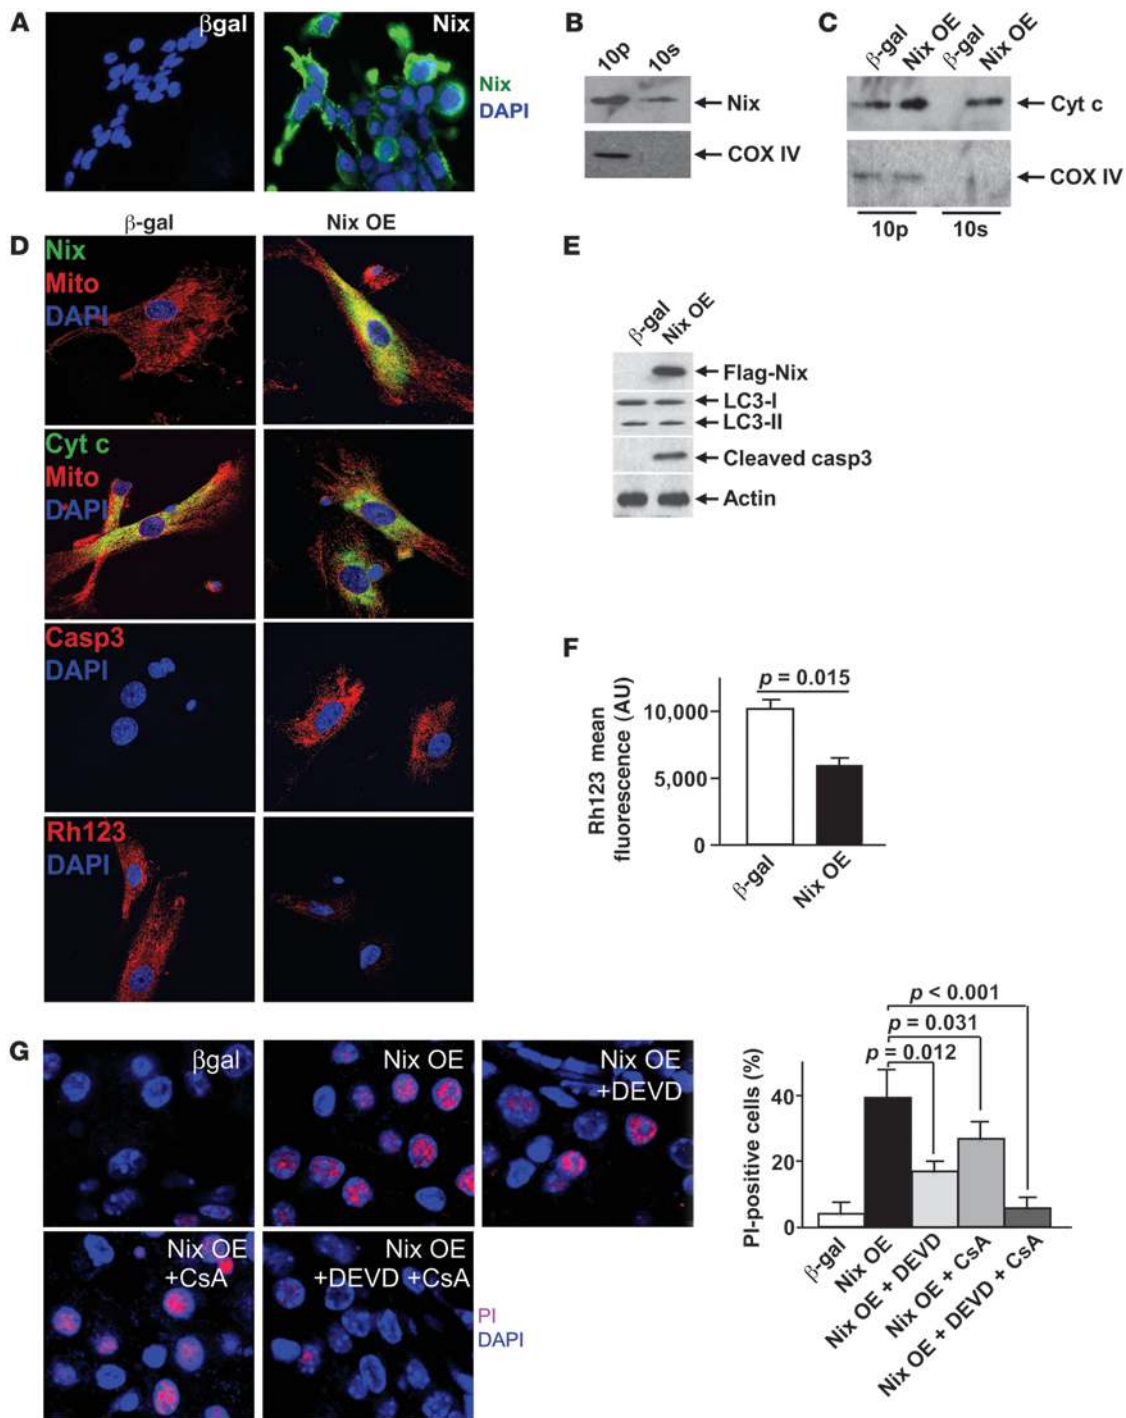 A
βgal
Nix
Nix
DAPI
B
10p
10s
Nix
COX IV
C
β-gal
Nix OE
β-gal
Nix OE
Cyt c
COX IV
10p
10s
D
β-gal
Nix OE
Nix
Mito
DAPI
Cyt c
Mito
DAPI
Casp3
DAPI
Rh123
DAPI
E
β-gal
Nix OE
Flag-Nix
LC3-I
LC3-II
Cleaved casp3
Actin
F
p = 0.015
Rh123 mean
fluorescence (AU)
10,000
5,000
0
β-gal
Nix OE
G
βgal
Nix OE
Nix OE
+DEVD
Nix OE
+CsA
Nix OE
+DEVD +CsA
PI
DAPI
p < 0.001
p = 0.031
p = 0.012
PI-positive cells (%)
40
20
0
β-gal
Nix OE
Nix OE + DEVD
Nix OE + CsA
Nix OE + DEVD + CsA